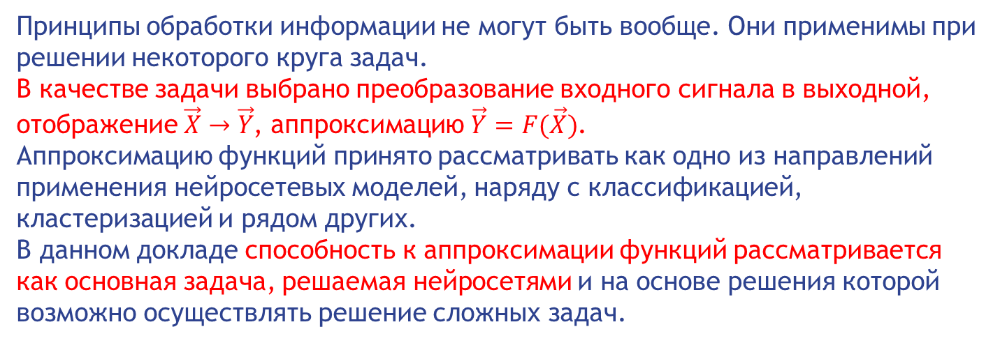 Принципы обработки информации не могут быть вообще. Они применимы при
решении некоторого круга задач.
В качестве задачи выбрано преобразование входного сигнала в выходной,
отображение $\vec{X} \to \vec{Y}$, аппроксимацию $\vec{Y} = F(\vec{X})$.
Аппроксимацию функций принято рассматривать как одно из направлений
применения нейросетевых моделей, наряду с классификацией,
кластеризацией и рядом других.
В данном докладе способность к аппроксимации функций рассматривается
как основная задача, решаемая нейросетями и на основе решения которой
возможно осуществлять решение сложных задач.